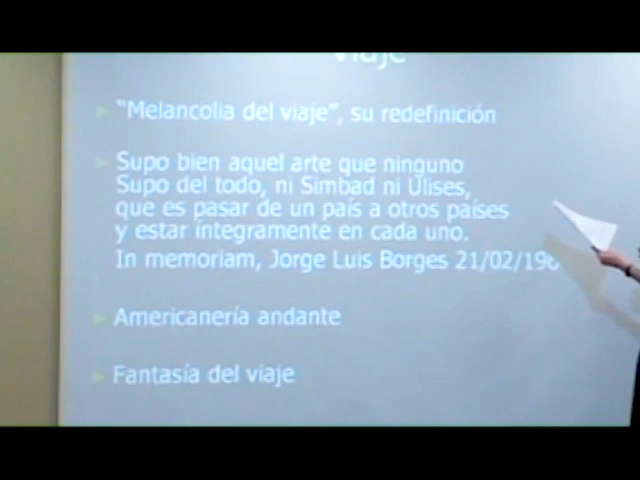 viaje
"Melancolia del viaje", su redefinición
Supo bien aquel arte que ninguno
Supo del todo, ni Simbad ni Ulises,
que es pasar de un país a otros países
y estar íntegramente en cada uno.
In memoriam, Jorge Luis Borges 21/02/196
Americanería andante
Fantasía del viaje